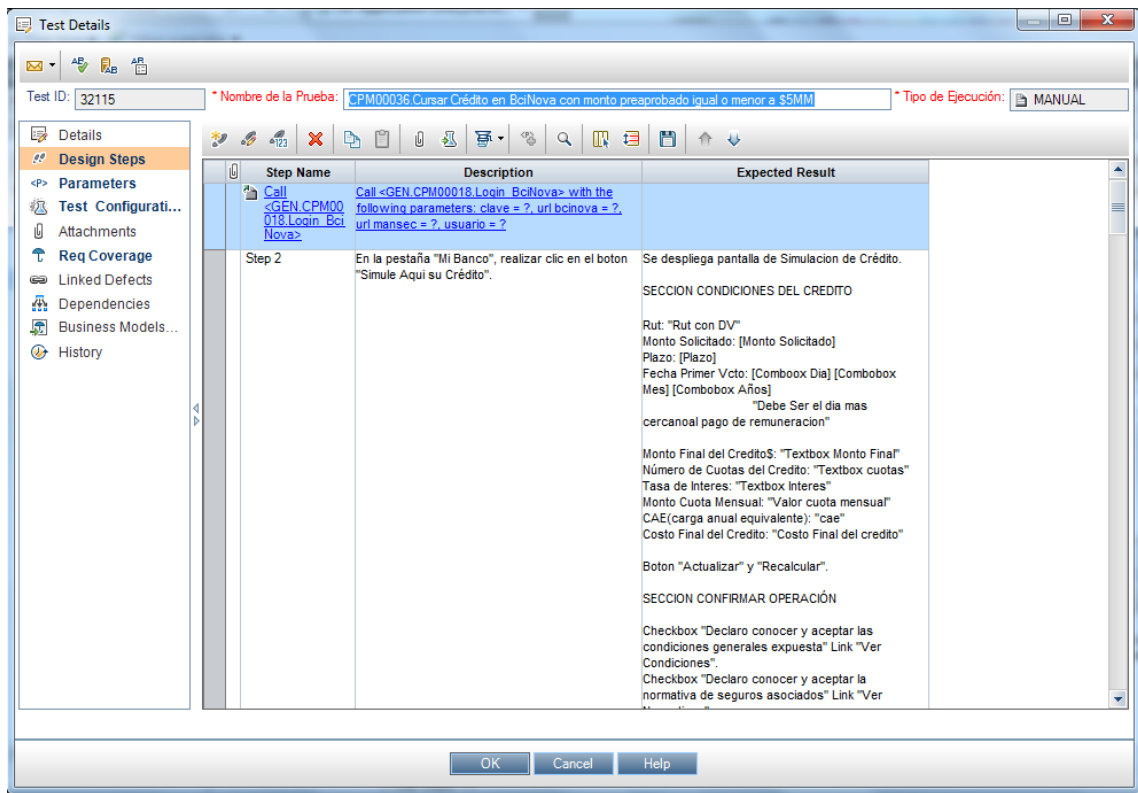 Test Details
Test ID: 32115
* Nombre de la Prueba: CPM00036.Cursar Crédito en BciNova con monto preaprobado igual o menor a $5MM
* Tipo de Ejecución: MANUAL
Details
Design Steps
Parameters
Test Configurati...
Attachments
Req Coverage
Linked Defects
Dependencies
Business Models...
History
Step Name
Description
Expected Result
Call
<GEN.CPM00
018.Login_Bci
Nova>
Call <GEN.CPM00018.Login_BciNova> with the
following parameters: clave = ?, url bcinova = ?,
url mansec = ?, usuario = ?
Step 2
En la pestaña "Mi Banco", realizar clic en el boton
"Simule Aqui su Crédito".
Se despliega pantalla de Simulacion de Crédito.
SECCION CONDICIONES DEL CREDITO
Rut: "Rut con DV"
Monto Solicitado: [Monto Solicitado]
Plazo: [Plazo]
Fecha Primer Vcto: [Comboox Dia] [Combobox
Mes] [Combobox Años]
"Debe Ser el dia mas
cercanoal pago de remuneracion"
Monto Final del Credito$: "Textbox Monto Final"
Número de Cuotas del Credito: "Textbox cuotas"
Tasa de Interes: "Textbox Interes"
Monto Cuota Mensual: "Valor cuota mensual"
CAE(carga anual equivalente): "cae"
Costo Final del Credito: "Costo Final del credito"
Boton "Actualizar" y "Recalcular".
SECCION CONFIRMAR OPERACIÓN
Checkbox "Declaro conocer y aceptar las
condiciones generales expuesta" Link "Ver
Condiciones".
Checkbox "Declaro conocer y aceptar la
normativa de seguros asociados" Link "Ver
OK
Cancel
Help